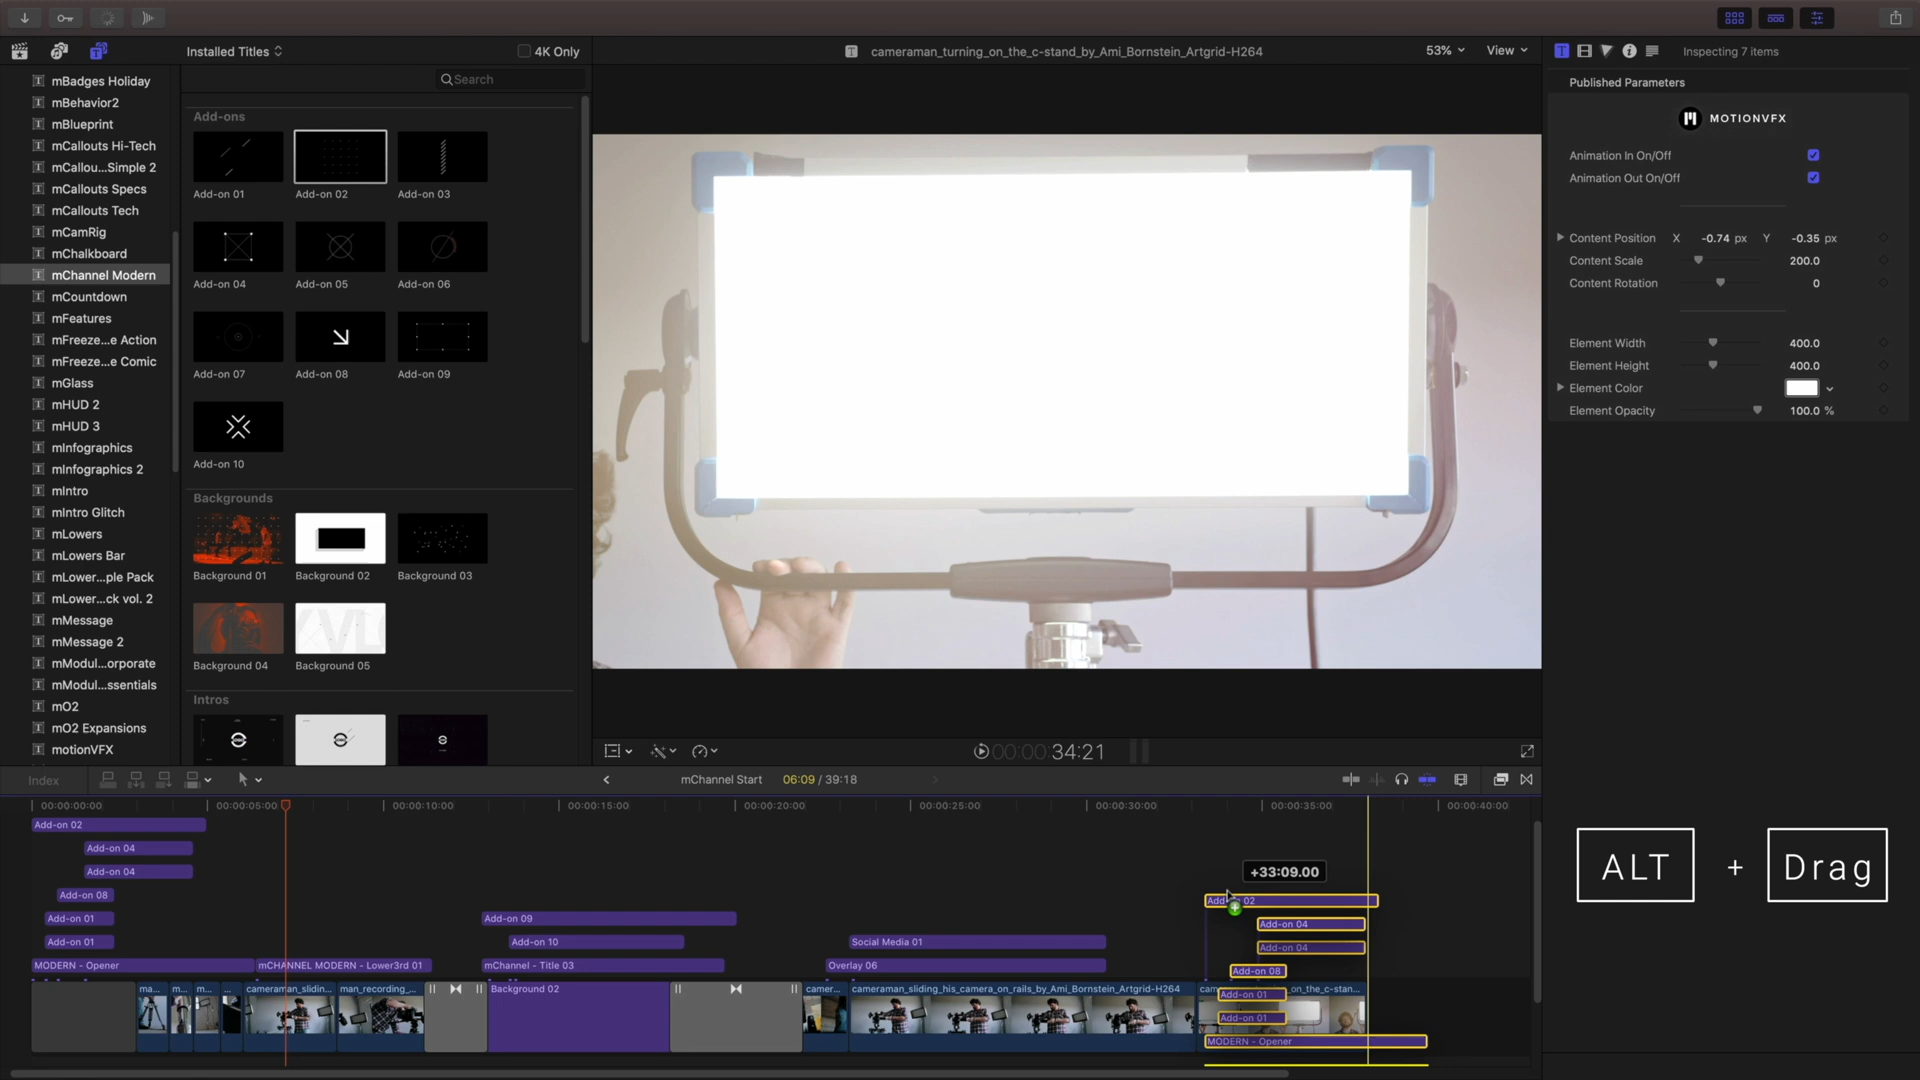 Installed Titles
4K Only
cameraman_turning_on_the_c-stand_by_Ami_Bornstein_Artgrid-H264
53%
View
Inspecting 7 items
Search
mBadges Holiday
mBehavior2
mBlueprint
mCallouts Hi-Tech
mCallou...Simple 2
mCallouts Specs
mCallouts Tech
mCamRig
mChalkboard
mChannel Modern
mCountdown
mFeatures
mFreeze...e Action
mFreeze...e Comic
mGlass
mHUD 2
mHUD 3
mInfographics
mInfographics 2
mIntro
mIntro Glitch
mLowers
mLowers Bar
mLower...ple Pack
mLower...ck vol. 2
mMessage
mMessage 2
mModul...orporate
mModul...ssentials
mO2
mO2 Expansions
motionVFX
Add-ons
Add-on 01
Add-on 02
Add-on 03
Add-on 04
Add-on 05
Add-on 06
Add-on 07
Add-on 08
Add-on 09
Add-on 10
Backgrounds
Background 01
Background 02
Background 03
Background 04
Background 05
Intros
Published Parameters
MOTIONVFX
Animation In On/Off
Animation Out On/Off
Content Position X -0.74 px Y -0.35 px
Content Scale 200.0
Content Rotation 0
Element Width 400.0
Element Height 400.0
Element Color
Element Opacity 100.0 %
00:00:00:34:21
Index
mChannel Start
06:09 / 39:18
00:00:00:00
00:00:05:00
00:00:10:00
00:00:15:00
00:00:20:00
00:00:25:00
00:00:30:00
00:00:35:00
00:00:40:00
Add-on 02
Add-on 04
Add-on 04
Add-on 08
Add-on 01
Add-on 01
MODERN - Opener
mCHANNEL MODERN - Lower3rd 01
Add-on 09
Add-on 10
mChannel - Title 03
Social Media 01
Overlay 06
+33:09.00
Add-on 02
Add-on 04
Add-on 04
Add-on 08
Add-on 01
Add-on 01
MODERN - Opener
ma...
m...
m...
...
cameraman_slidin...
man_recording_...
Background 02
camer...
cameraman_sliding_his_camera_on_rails_by_Ami_Bornstein_Artgrid-H264
on_the_c-stan...
ALT + Drag